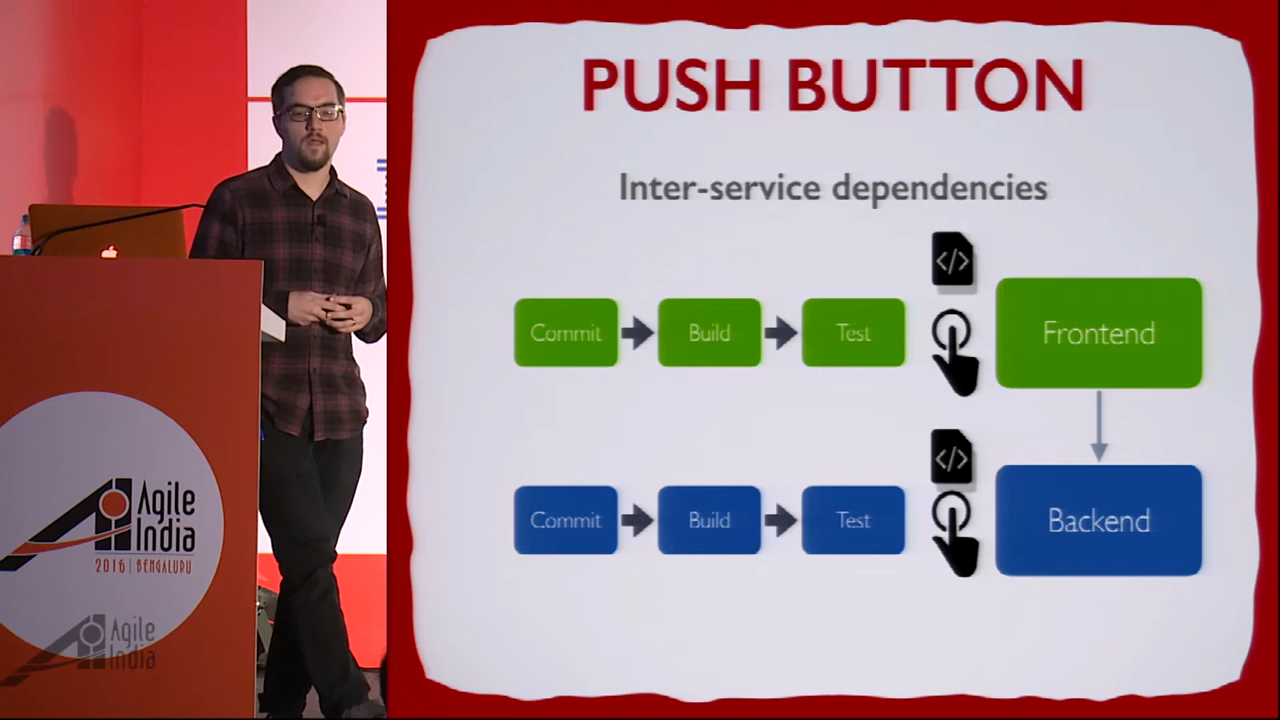 PUSH BUTTON
Inter-service dependencies
</>
Commit
Build
Test
Frontend
</>
Commit
Build
Test
Backend
Agile
India
2016 | BENGALURU
Agile
India